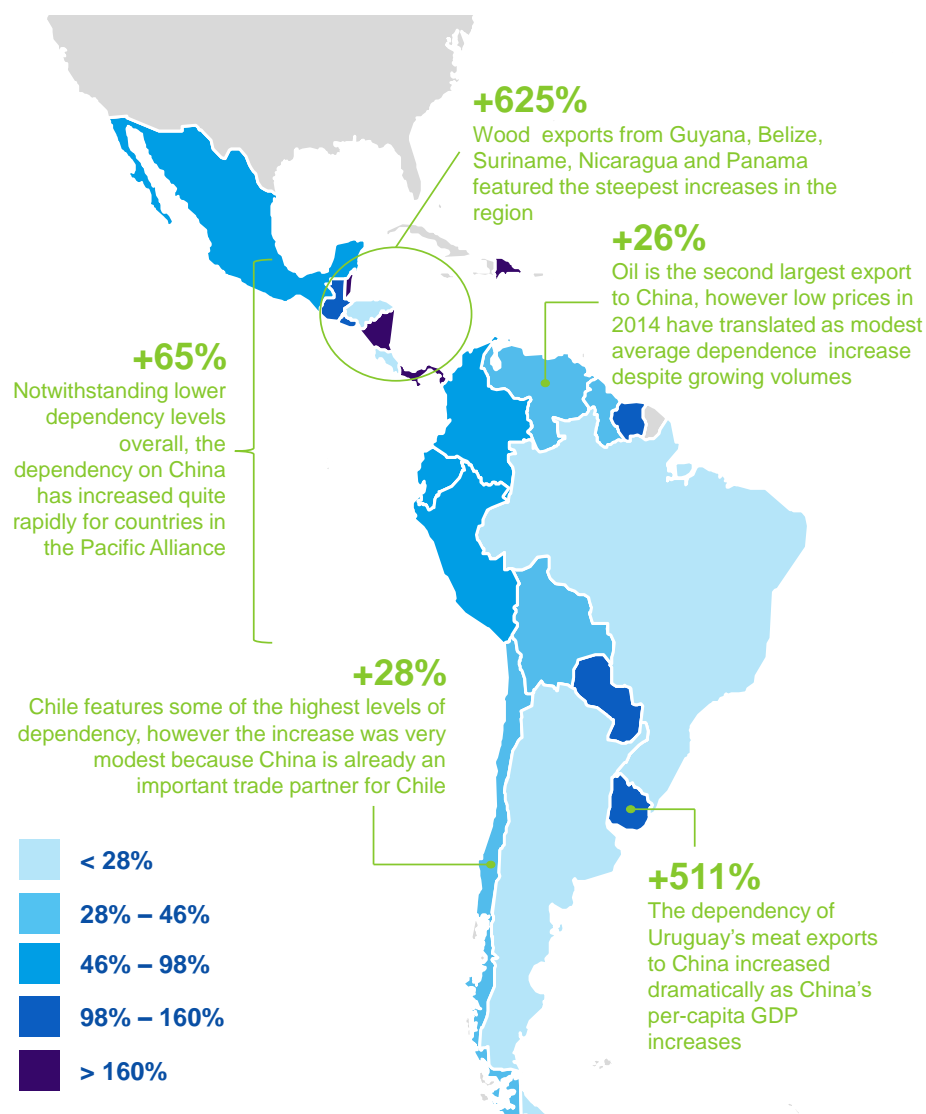 +625%
Wood exports from Guyana, Belize,
Suriname, Nicaragua and Panama
featured the steepest increases in the
region
+26%
Oil is the second largest export
to China, however low prices in
2014 have translated as modest
average dependence increase
despite growing volumes
+65%
Notwithstanding lower
dependency levels
overall, the
dependency on China
has increased quite
rapidly for countries in
the Pacific Alliance
+28%
Chile features some of the highest levels of
dependency, however the increase was very
modest because China is already an
important trade partner for Chile
+511%
The dependency of
Uruguay’s meat exports
to China increased
dramatically as China’s
per-capita GDP
increases
< 28%
28% – 46%
46% – 98%
98% – 160%
> 160%